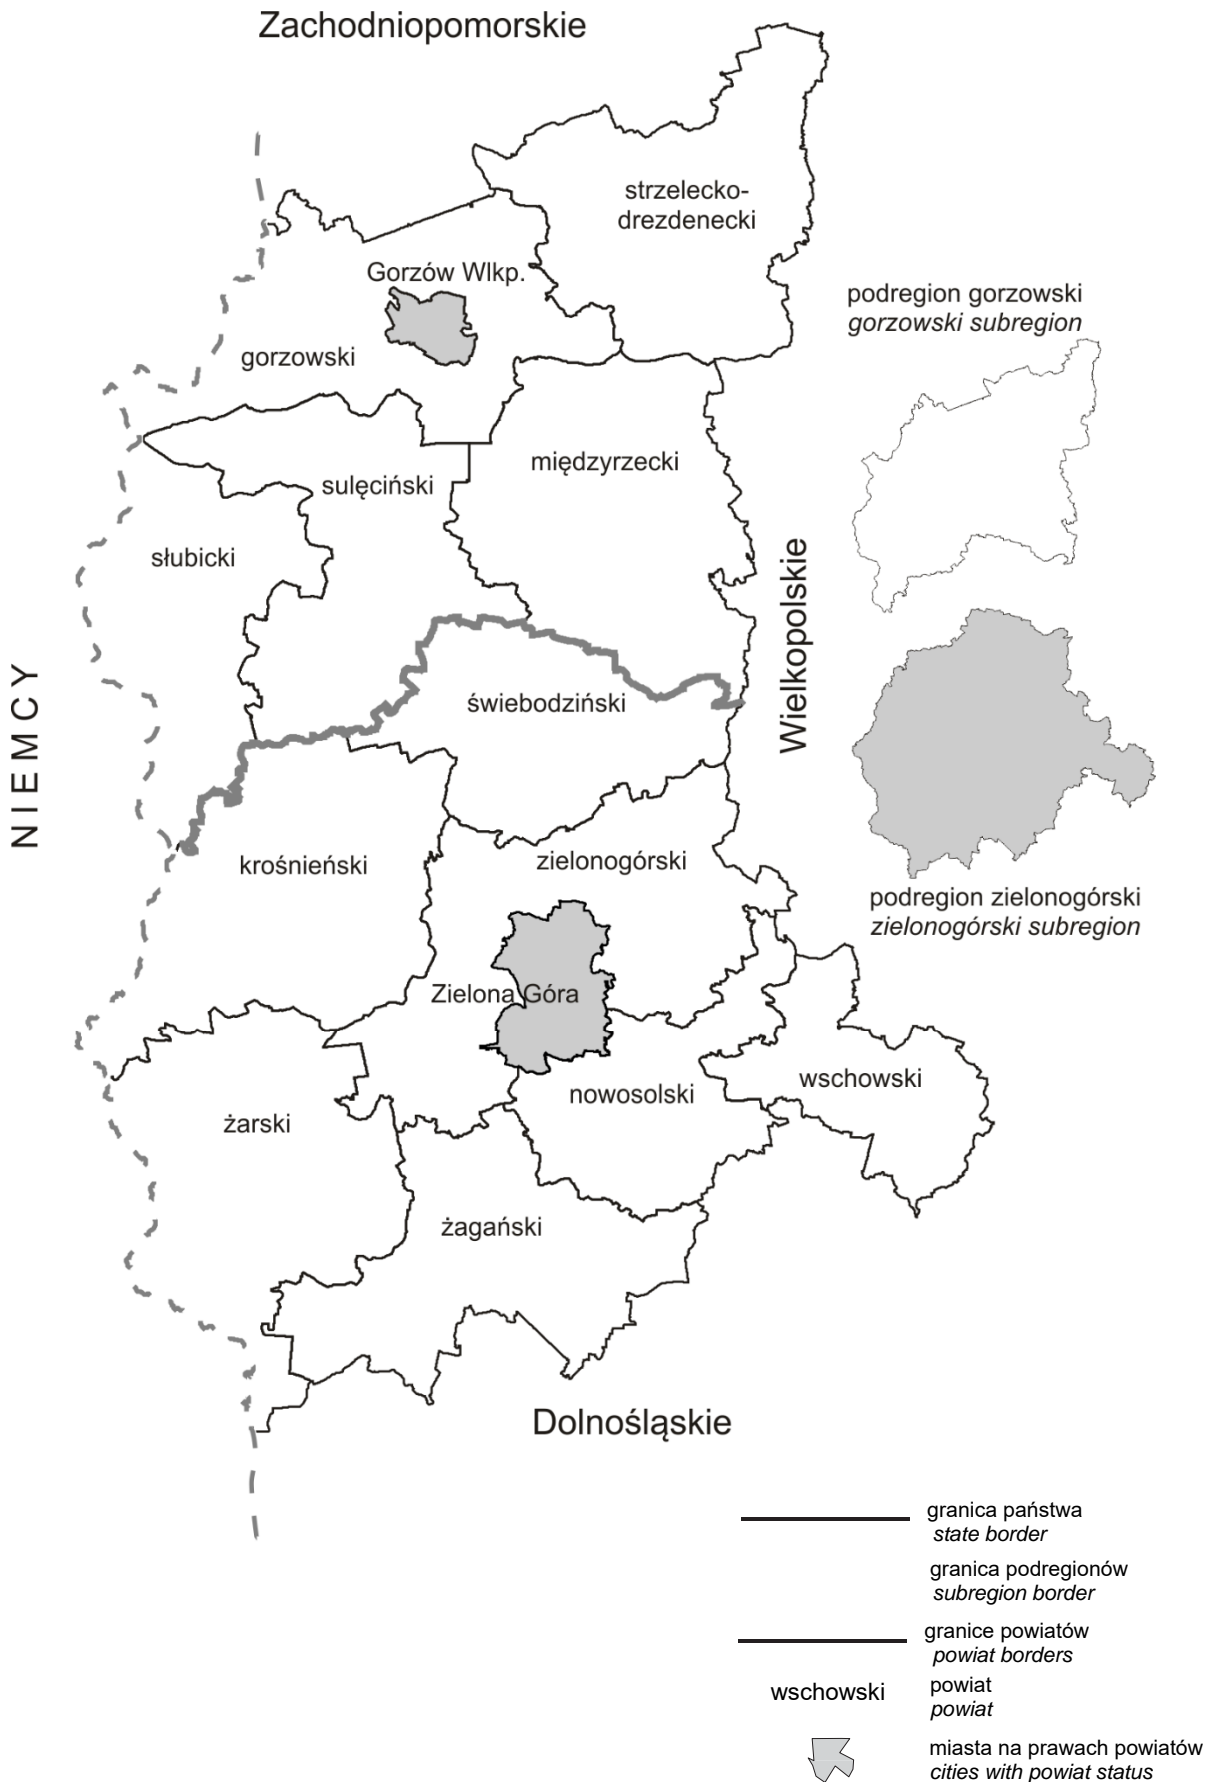 Zachodniopomorskie
strzelecko-
drezdenecki
Gorzów Wlkp.
podregion gorzowski
gorzowski subregion
gorzowski
międzyrzecki
sulęciński
słubicki
Wielkopolskie
NIEMCY
świebodziński
krośnieński
zielonogórski
podregion zielonogórski
zielonogórski subregion
Zielona Góra
nowosolski
wschowski
żarski
żagański
Dolnośląskie
granica państwa
state border
granica podregionów
subregion border
granice powiatów
powiat borders
wschowski
powiat
powiat
miasta na prawach powiatów
cities with powiat status